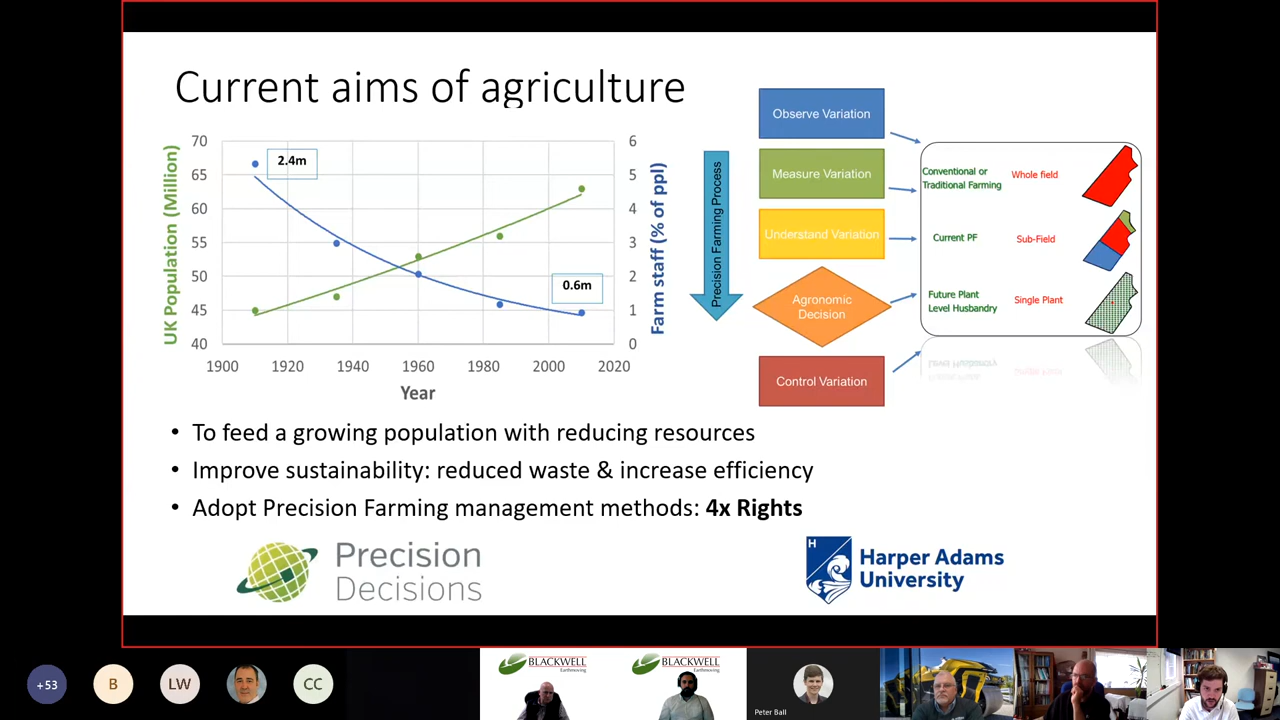 Current aims of agriculture
UK Population (Million)
70
65
60
55
50
45
40
2.4m
0.6m
6
5
4
3
2
1
0
Farm staff (% of ppl)
1900
1920
1940
1960
1980
2000
2020
Year
Precision Farming Process
Observe Variation
Measure Variation
Understand Variation
Agronomic
Decision
Control Variation
Conventional or
Traditional Farming
Whole field
Current PF
Sub-Field
Future Plant
Level Husbandry
Single Plant
• To feed a growing population with reducing resources
• Improve sustainability: reduced waste & increase efficiency
• Adopt Precision Farming management methods: 4x Rights
Precision
Decisions
H
Harper Adams
University
+53
B
LW
CC
BLACKWELL
Earthmoving
BLACKWELL
Earthmoving
Peter Ball